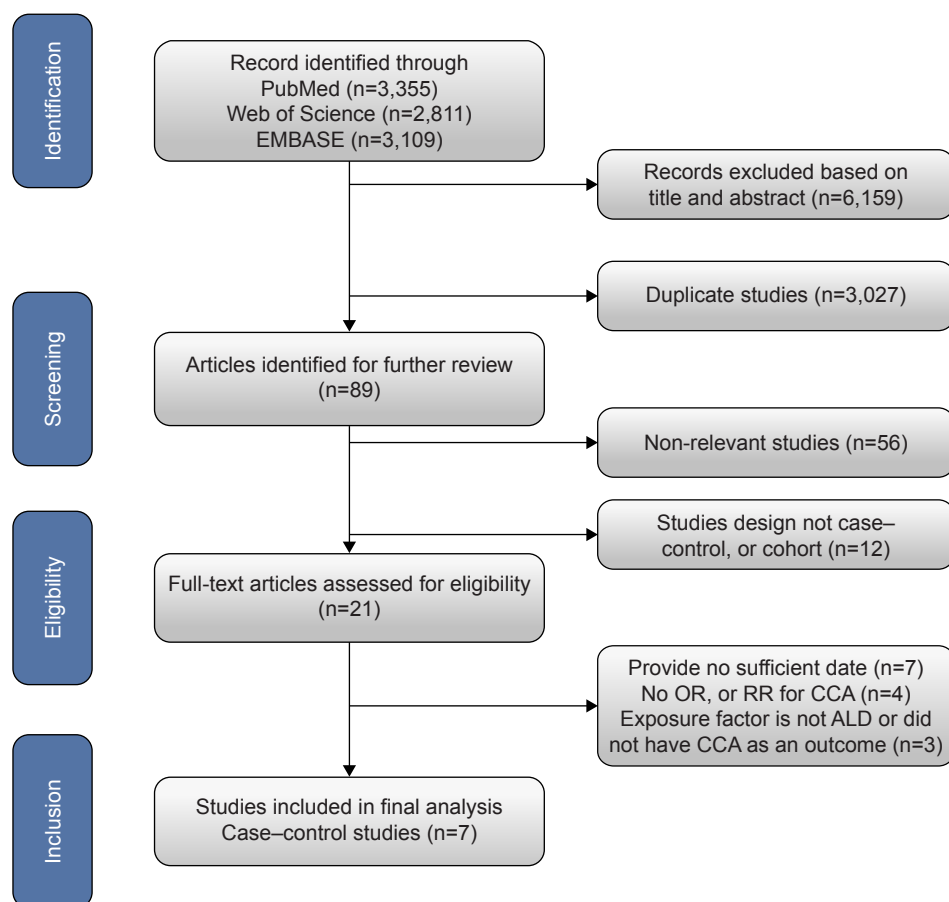 Identification
Record identified through
PubMed (n=3,355)
Web of Science (n=2,811)
EMBASE (n=3,109)
Records excluded based on
title and abstract (n=6,159)
Duplicate studies (n=3,027)
Screening
Articles identified for further review
(n=89)
Non-relevant studies (n=56)
Studies design not case–
control, or cohort (n=12)
Eligibility
Full-text articles assessed for eligibility
(n=21)
Provide no sufficient date (n=7)
No OR, or RR for CCA (n=4)
Exposure factor is not ALD or did
not have CCA as an outcome (n=3)
Inclusion
Studies included in final analysis
Case–control studies (n=7)